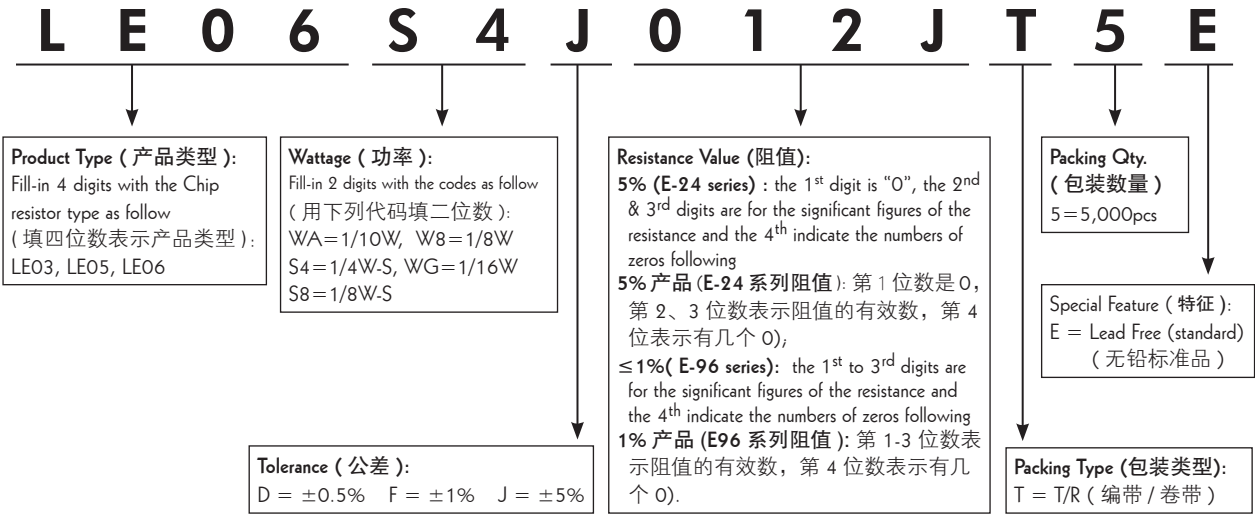 L E 0 6 S 4 J 0 1 2 J T 5 E
Product Type ( 产品类型 ):
Fill-in 4 digits with the Chip
resistor type as follow
( 填四位数表示产品类型 ):
LE03, LE05, LE06
Wattage ( 功率 ):
Fill-in 2 digits with the codes as follow
( 用下列代码填二位数 ):
WA=1/10W, W8=1/8W
S4=1/4W-S, WG=1/16W
S8=1/8W-S
Tolerance ( 公差 ):
D = ±0.5% F = ±1% J = ±5%
Resistance Value (阻值):
5% (E-24 series) : the 1st digit is “0”, the 2nd
& 3rd digits are for the significant figures of the
resistance and the 4th indicate the numbers of
zeros following
5% 产品 (E-24 系列阻值 ): 第 1 位数是 0,
第 2、3 位数表示阻值的有效数，第 4
位表示有几个 0);
≤1%( E-96 series): the 1st to 3rd digits are
for the significant figures of the resistance and
the 4th indicate the numbers of zeros following
1% 产品 (E96 系列阻值 ): 第 1-3 位数表
示阻值的有效数，第 4 位数表示有几
个 0).
Packing Qty.
( 包装数量 )
5=5,000pcs
Special Feature ( 特征 ):
E = Lead Free (standard)
( 无铅标准品 )
Packing Type (包装类型):
T = T/R ( 编带 / 卷带 )